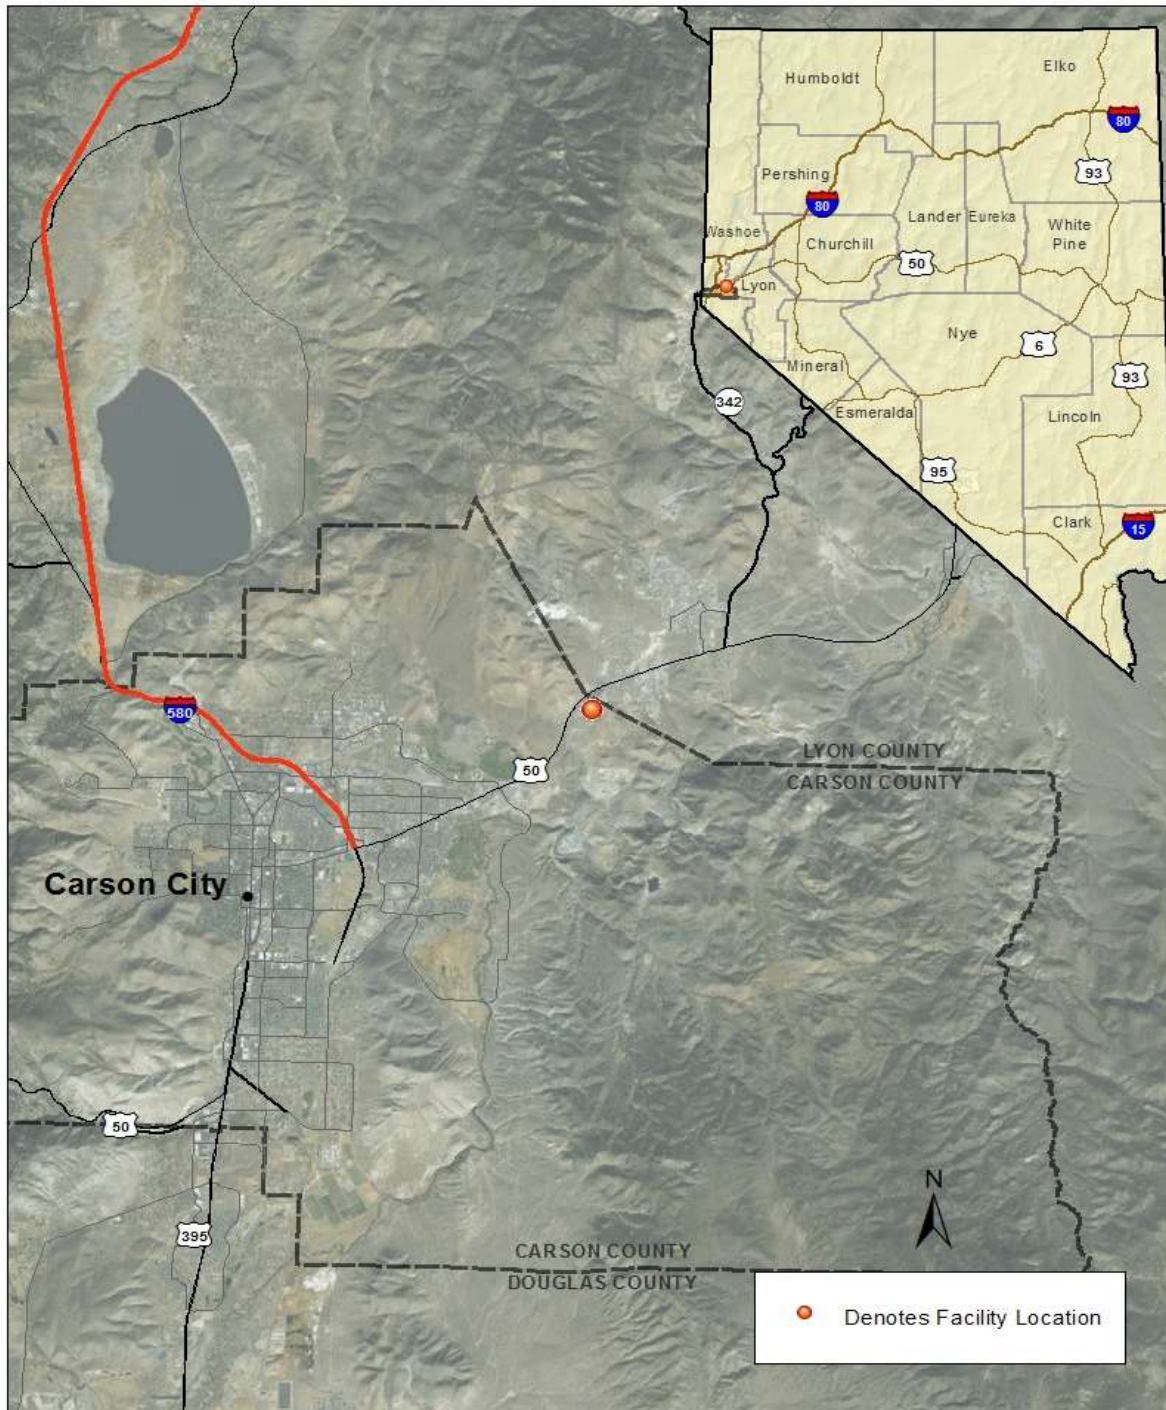 Humboldt
Elko
80
93
Pershing
80
Lander
Eureka
White
Pine
Washoe
Churchill
50
Lyon
Nye
6
Mineral
93
342
Esmeralda
Lincoln
95
Clark
15
580
LYON COUNTY
CARSON COUNTY
50
Carson City
50
N
395
CARSON COUNTY
DOUGLAS COUNTY
Denotes Facility Location